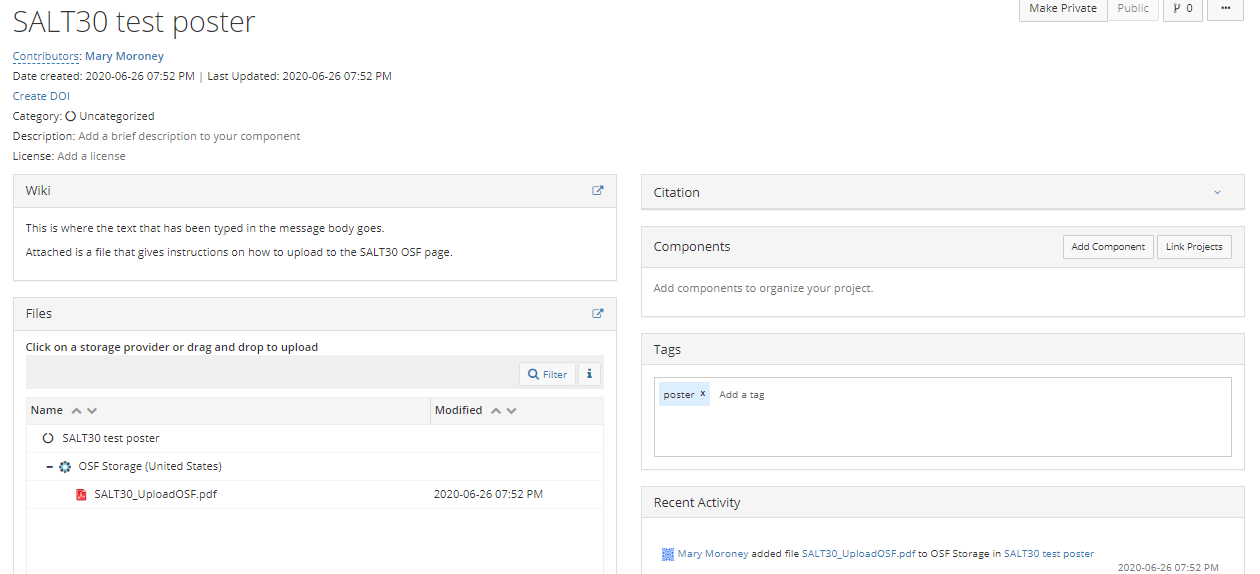 SALT30 test poster
Make Private Public 0 ...
Contributors: Mary Moroney
Date created: 2020-06-26 07:52 PM | Last Updated: 2020-06-26 07:52 PM
Create DOI
Category: Uncategorized
Description: Add a brief description to your component
License: Add a license
Wiki
This is where the text that has been typed in the message body goes.
Attached is a file that gives instructions on how to upload to the SALT30 OSF page.
Files
Click on a storage provider or drag and drop to upload
Filter i
Name Modified
SALT30 test poster
− OSF Storage (United States)
SALT30_UploadOSF.pdf 2020-06-26 07:52 PM
Citation
Components Add Component Link Projects
Add components to organize your project.
Tags
poster x Add a tag
Recent Activity
Mary Moroney added file SALT30_UploadOSF.pdf to OSF Storage in SALT30 test poster
2020-06-26 07:52 PM